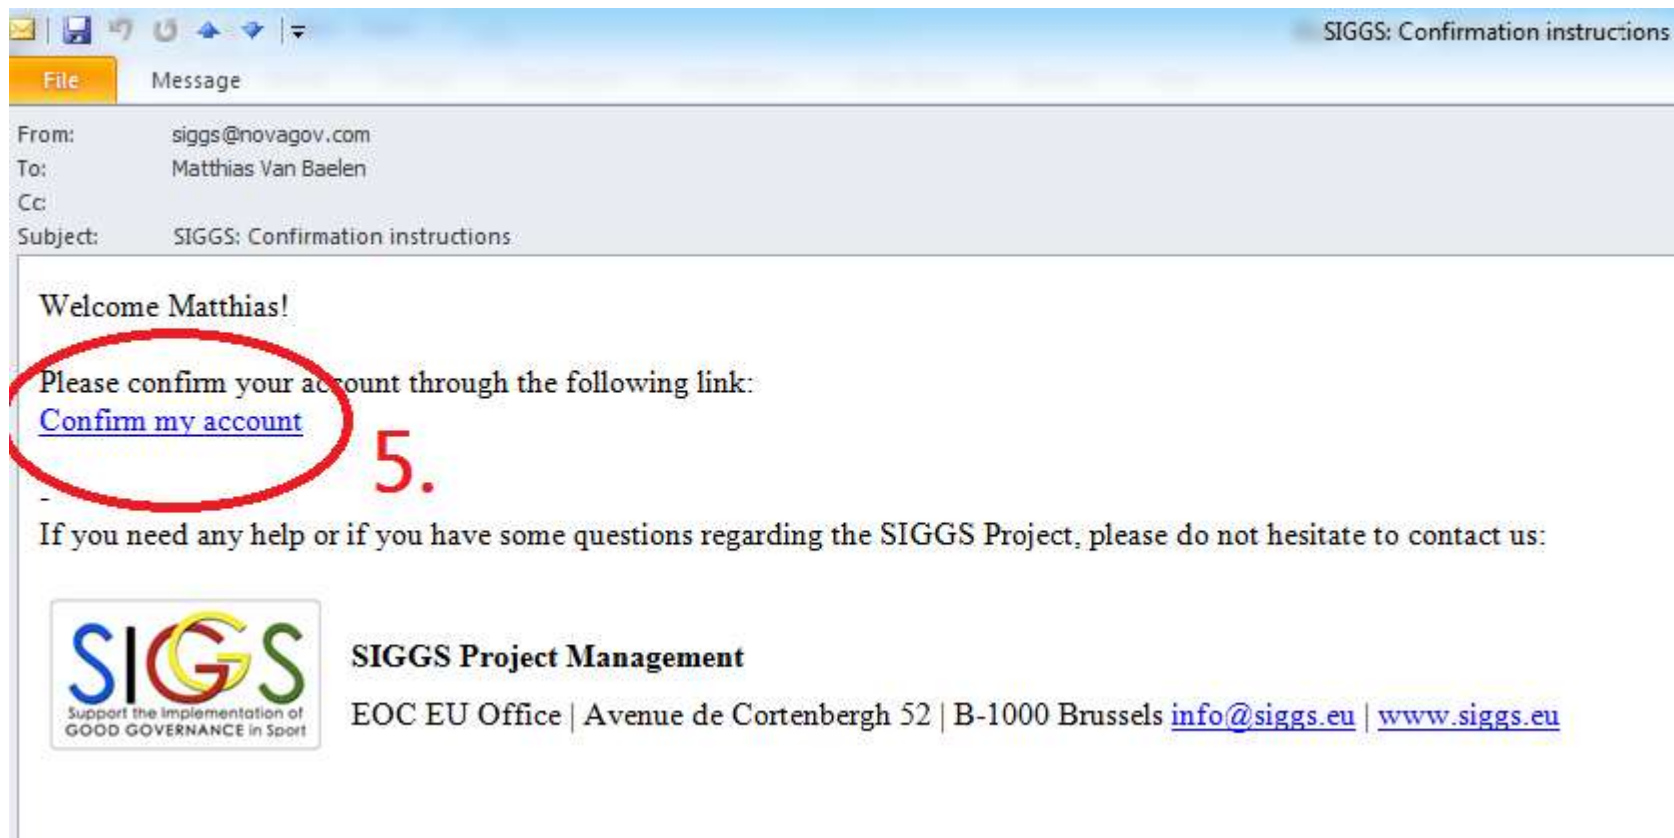 SIGGS: Confirmation instructions
File Message
From: siggs@novagov.com
To: Matthias Van Baelen
Cc:
Subject: SIGGS: Confirmation instructions
Welcome Matthias!
Please confirm your account through the following link:
Confirm my account
5.
-
If you need any help or if you have some questions regarding the SIGGS Project, please do not hesitate to contact us:
SIGGS
Support the Implementation of
GOOD GOVERNANCE in Sport
SIGGS Project Management
EOC EU Office | Avenue de Cortenbergh 52 | B-1000 Brussels info@siggs.eu | www.siggs.eu